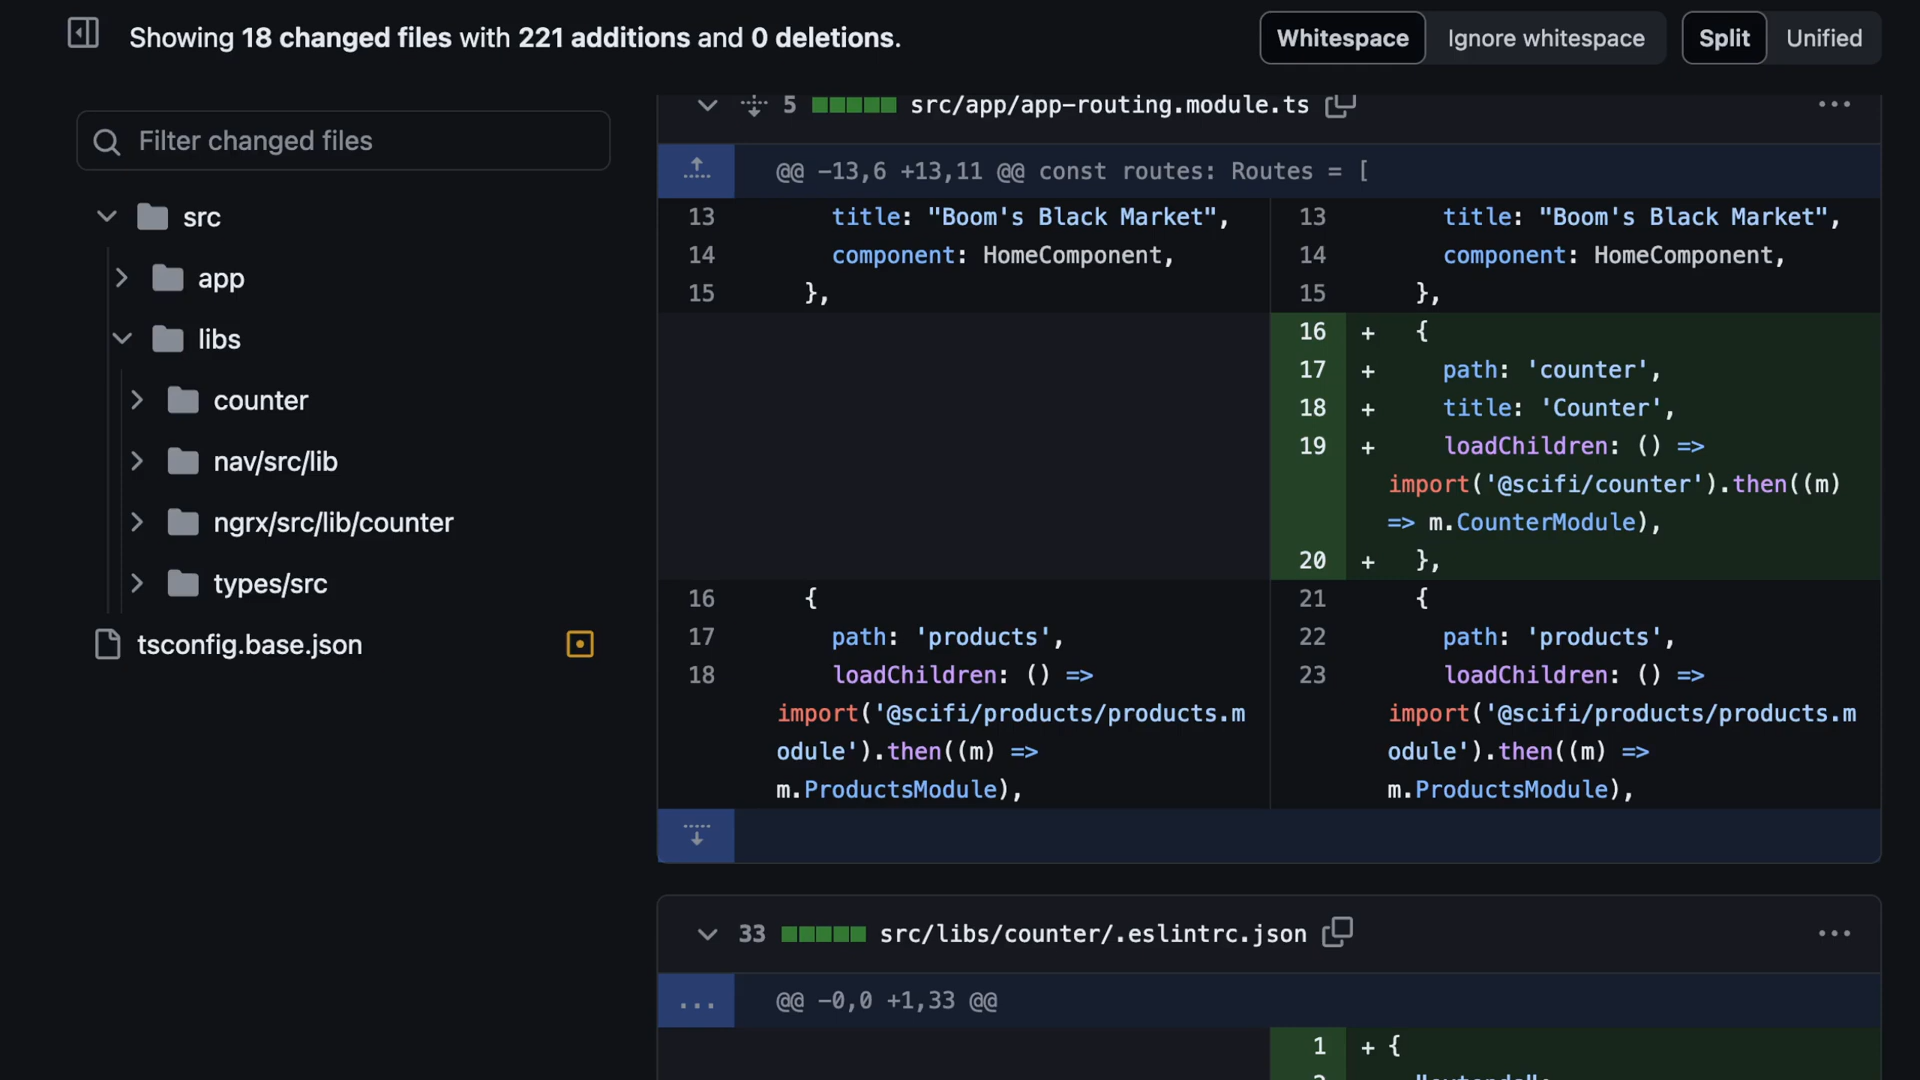 Showing 18 changed files with 221 additions and 0 deletions.
Whitespace
Ignore whitespace
Split
Unified
Filter changed files
src
app
libs
counter
nav/src/lib
ngrx/src/lib/counter
types/src
tsconfig.base.json
5 src/app/app-routing.module.ts
@@ -13,6 +13,11 @@ const routes: Routes = [
13 title: "Boom's Black Market",
14 component: HomeComponent,
15 },
16 {
17 path: 'products',
18 loadChildren: () =>
import('@scifi/products/products.m
odule').then((m) =>
m.ProductsModule),
13 title: "Boom's Black Market",
14 component: HomeComponent,
15 },
16 + {
17 + path: 'counter',
18 + title: 'Counter',
19 + loadChildren: () =>
import('@scifi/counter').then((m)
=> m.CounterModule),
20 + },
21 {
22 path: 'products',
23 loadChildren: () =>
import('@scifi/products/products.m
odule').then((m) =>
m.ProductsModule),
33 src/libs/counter/.eslintrc.json
... @@ -0,0 +1,33 @@
1 + {